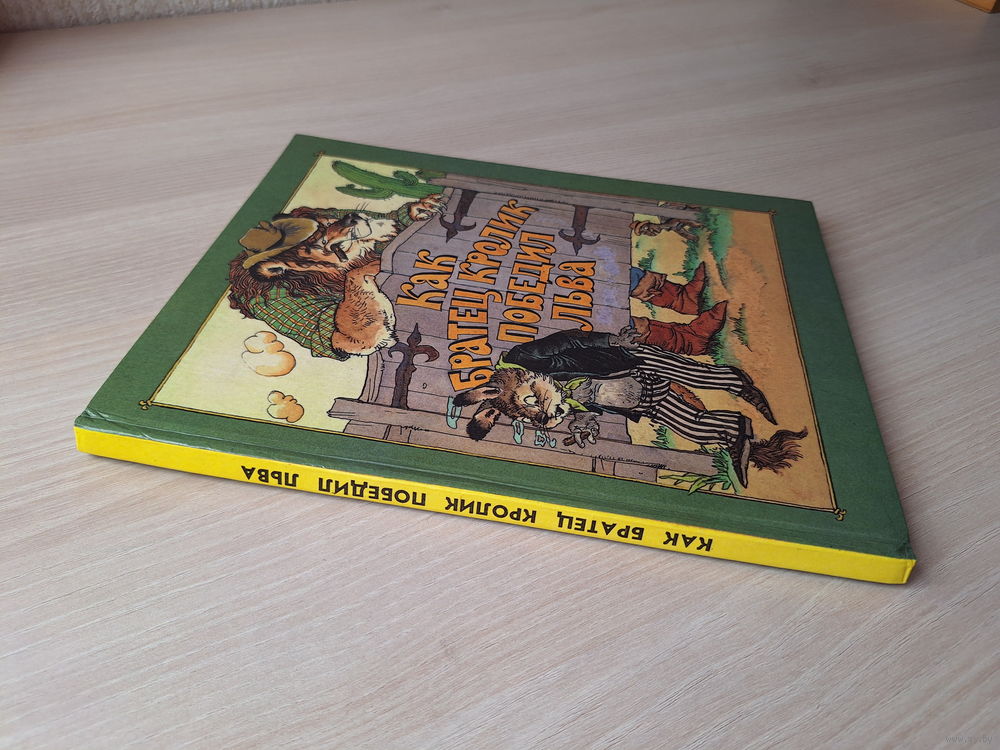 КАК
БРАТЕЦ КРОЛИК
ПОБЕДИЛ
ЛЬВА
КАК БРАТЕЦ КРОЛИК ПОБЕДИЛ ЛЬВА